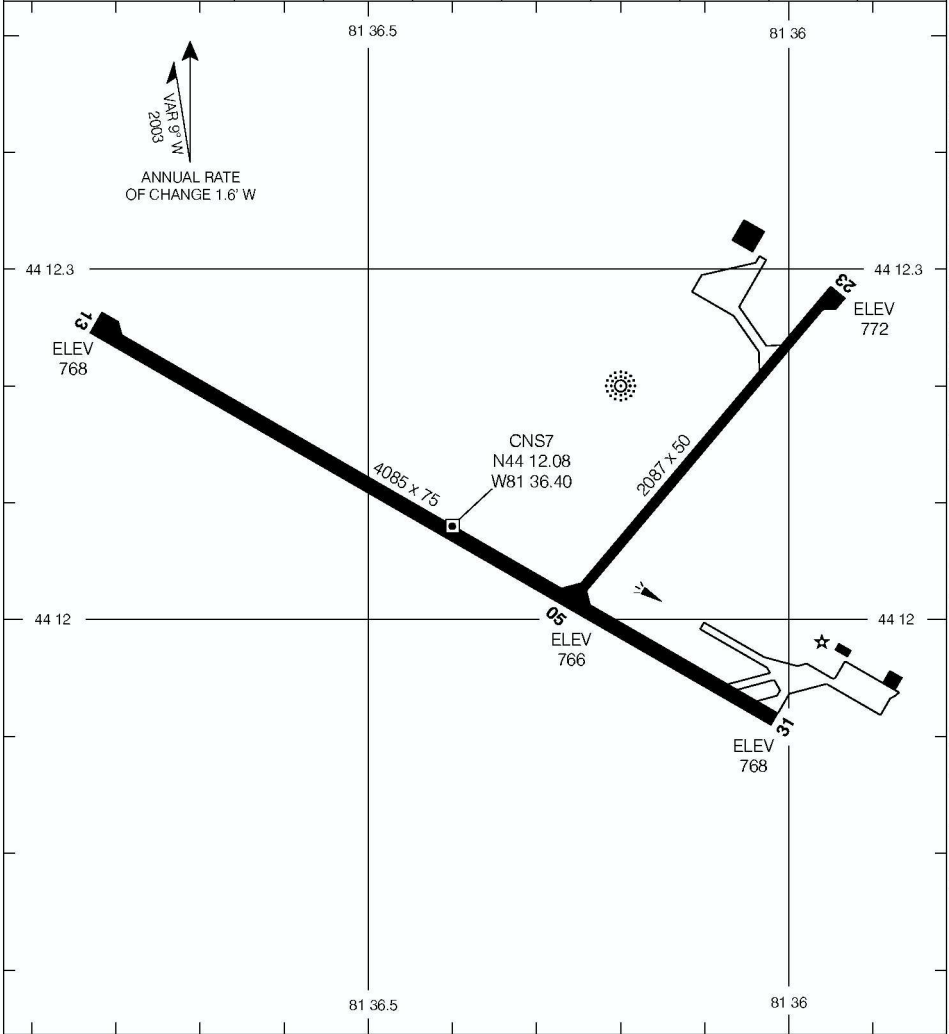 81 36.5
81 36
VAR 9° W
2003
ANNUAL RATE
OF CHANGE 1.6' W
44 12.3
44 12.3
23
ELEV
772
13
ELEV
768
CNS7
N44 12.08
W81 36.40
4085 x 75
2087 x 50
44 12
05
44 12
ELEV
766
31
ELEV
768
81 36.5
81 36